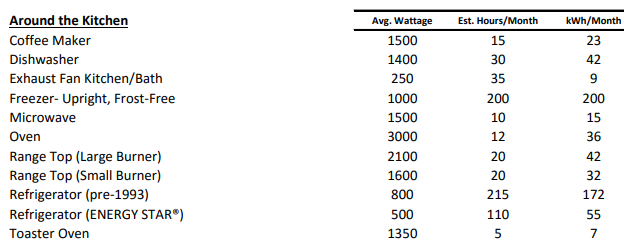 Around the Kitchen Avg. Wattage Est. Hours/Month kWh/Month
Coffee Maker 1500 15 23
Dishwasher 1400 30 42
Exhaust Fan Kitchen/Bath 250 35 9
Freezer- Upright, Frost-Free 1000 200 200
Microwave 1500 10 15
Oven 3000 12 36
Range Top (Large Burner) 2100 20 42
Range Top (Small Burner) 1600 20 32
Refrigerator (pre-1993) 800 215 172
Refrigerator (ENERGY STAR®) 500 110 55
Toaster Oven 1350 5 7